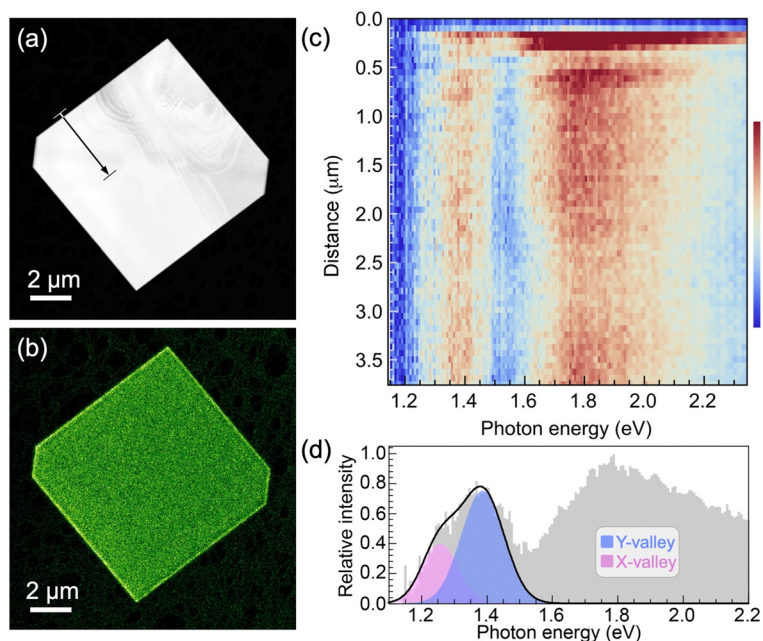 (a)
2 µm
(b)
2 µm
(c)
0.0
0.5
1.0
1.5
2.0
2.5
3.0
3.5
Distance (µm)
1.2 1.4 1.6 1.8 2.0 2.2
Photon energy (eV)
(d)
1.0
0.8
0.6
0.4
0.2
0.0
Relative intensity
Y-valley
X-valley
1.2 1.4 1.6 1.8 2.0 2.2
Photon energy (eV)